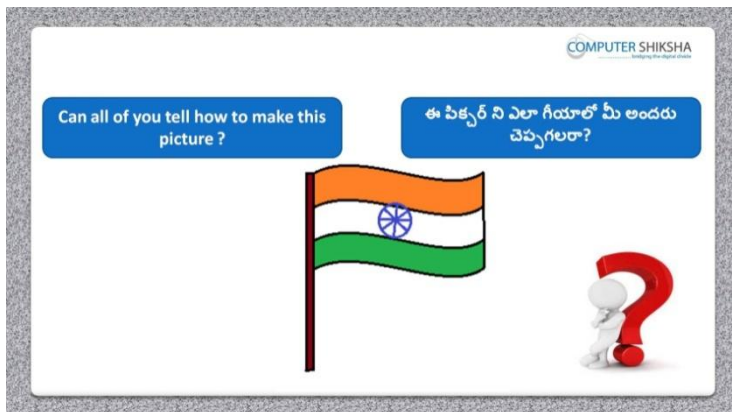 COMPUTER SHIKSHA
bridging the digital divide
Can all of you tell how to make this
picture ?
ఈ పిక్చర్ ని ఎలా గీయాలో మీ అందరు
చెప్పగలరా?